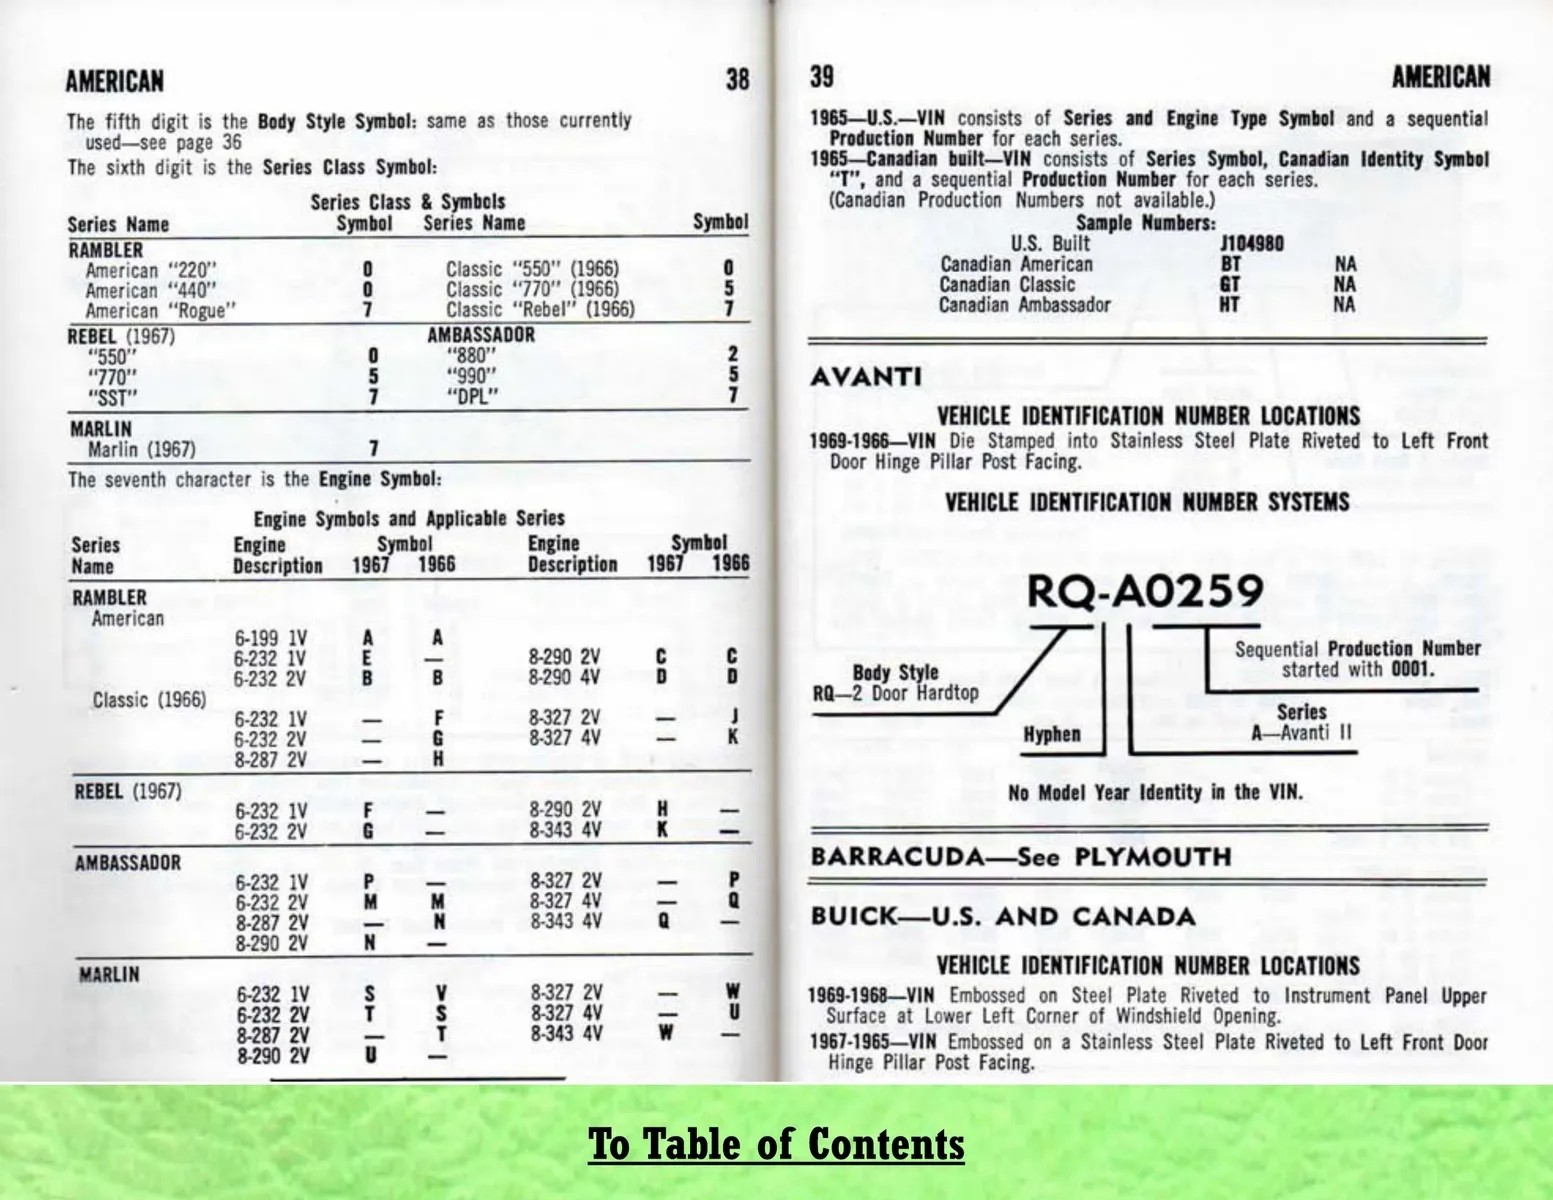 AMERICAN 38
The fifth digit is the Body Style Symbol: same as those currently
used—see page 36
The sixth digit is the Series Class Symbol:
Series Class & Symbols
Series Name Symbol Series Name Symbol
RAMBLER
American “220” 0 Classic “550” (1966) 0
American “440” 0 Classic “770” (1966) 5
American “Rogue” 7 Classic “Rebel” (1966) 7
REBEL (1967) AMBASSADOR
“550” 0 “880” 2
“770” 5 “990” 5
“SST” 7 “DPL” 7
MARLIN
Marlin (1967) 7
The seventh character is the Engine Symbol:
Engine Symbols and Applicable Series
Series Engine Symbol Engine Symbol
Name Description 1967 1966 Description 1967 1966
RAMBLER
American
6-199 1V A A
6-232 1V E — 8-290 2V C C
6-232 2V B B 8-290 4V D D
Classic (1966)
6-232 1V — F 8-327 2V — J
6-232 2V — G 8-327 4V — K
8-287 2V — H
REBEL (1967)
6-232 1V F — 8-290 2V H —
6-232 2V G — 8-343 4V K —
AMBASSADOR
6-232 1V P — 8-327 2V — P
6-232 2V M M 8-327 4V — Q
8-287 2V — N 8-343 4V Q —
8-290 2V N —
MARLIN
6-232 1V S V 8-327 2V — W
6-232 2V T S 8-327 4V — U
8-287 2V — T 8-343 4V W —
8-290 2V U —
39 AMERICAN
1965—U.S.—VIN consists of Series and Engine Type Symbol and a sequential
Production Number for each series.
1965—Canadian built—VIN consists of Series Symbol, Canadian Identity Symbol
“T”, and a sequential Production Number for each series.
(Canadian Production Numbers not available.)
Sample Numbers:
U.S. Built J104980
Canadian American BT NA
Canadian Classic GT NA
Canadian Ambassador HT NA
AVANTI
VEHICLE IDENTIFICATION NUMBER LOCATIONS
1969-1966—VIN Die Stamped into Stainless Steel Plate Riveted to Left Front
Door Hinge Pillar Post Facing.
VEHICLE IDENTIFICATION NUMBER SYSTEMS
RQ-A0259
Sequential Production Number
started with 0001.
Body Style
RQ—2 Door Hardtop
Series
A—Avanti II
Hyphen
No Model Year Identity in the VIN.
BARRACUDA—See PLYMOUTH
BUICK—U.S. AND CANADA
VEHICLE IDENTIFICATION NUMBER LOCATIONS
1969-1968—VIN Embossed on Steel Plate Riveted to Instrument Panel Upper
Surface at Lower Left Corner of Windshield Opening.
1967-1965—VIN Embossed on a Stainless Steel Plate Riveted to Left Front Door
Hinge Pillar Post Facing.
To Table of Contents